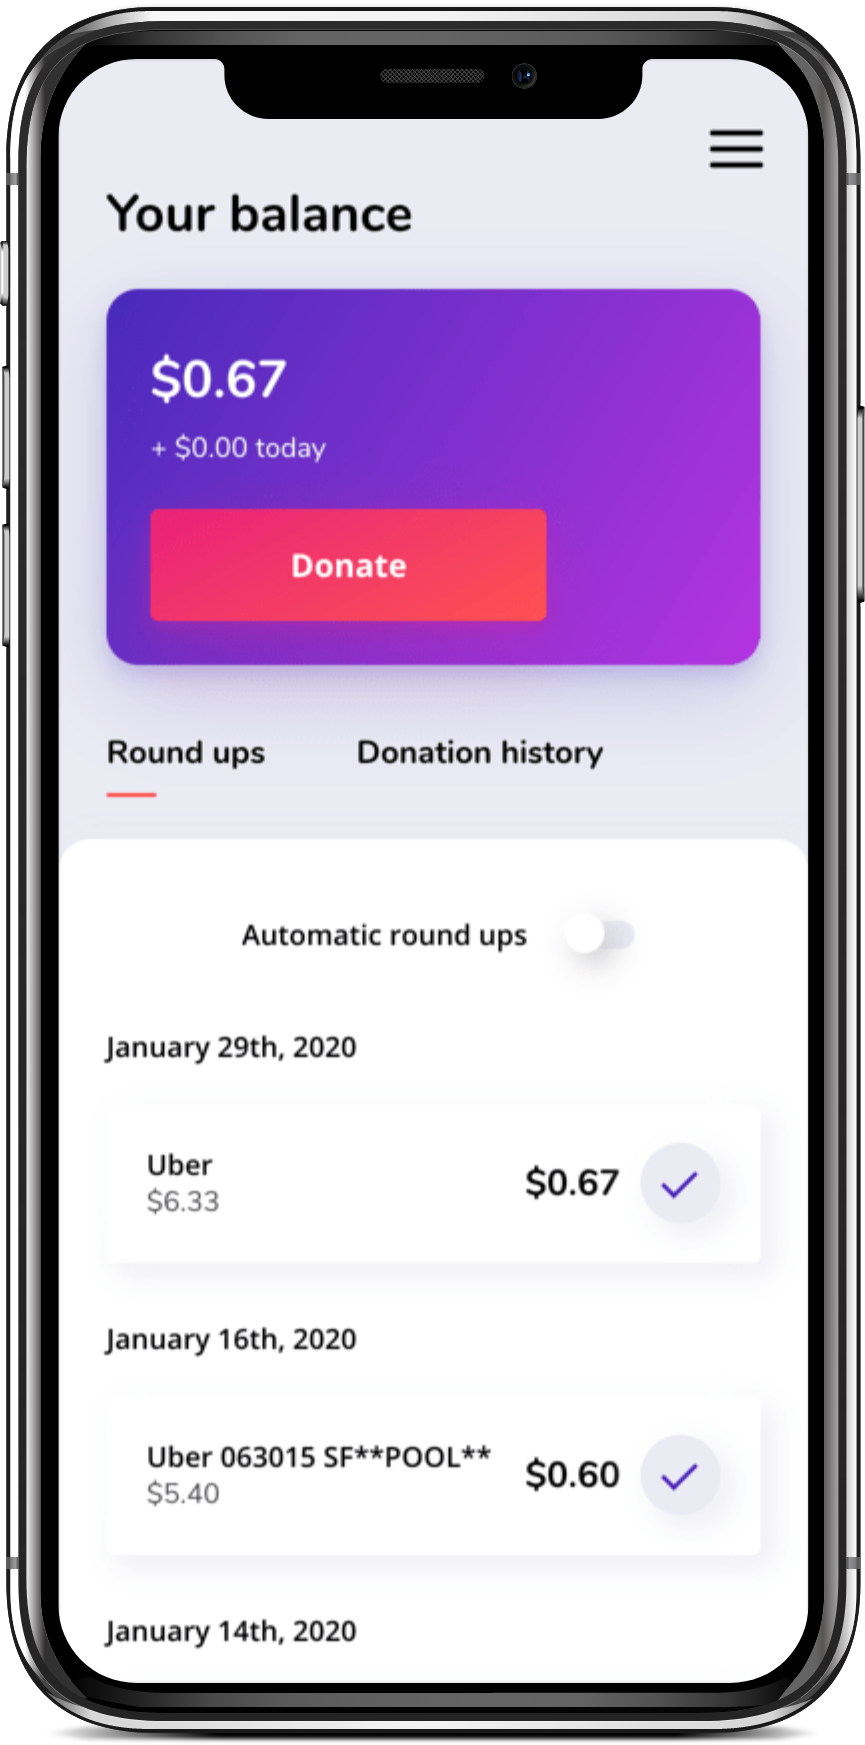 Your balance
$0.67
+ $0.00 today
Donate
Round ups Donation history
Automatic round ups
January 29th, 2020
Uber
$6.33
$0.67
January 16th, 2020
Uber 063015 SF**POOL**
$5.40
$0.60
January 14th, 2020